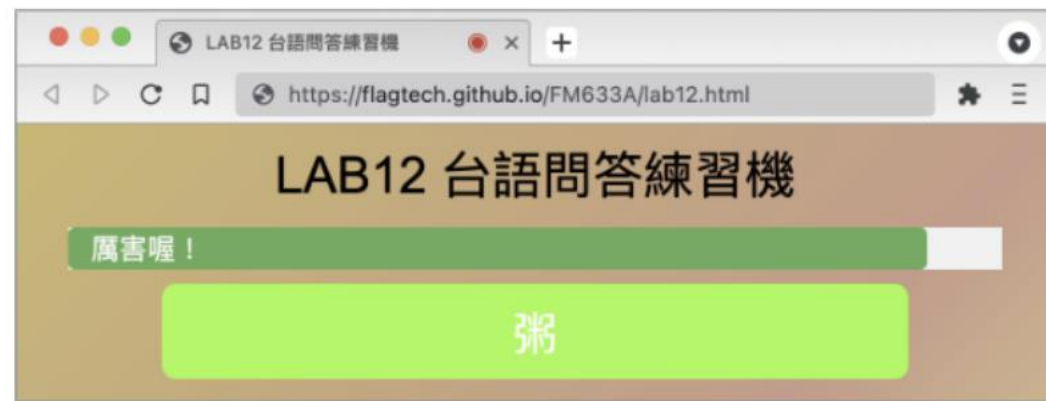 LAB12 台語問答練習機
https://flagtech.github.io/FM633A/lab12.html
LAB12 台語問答練習機
厲害喔！
粥